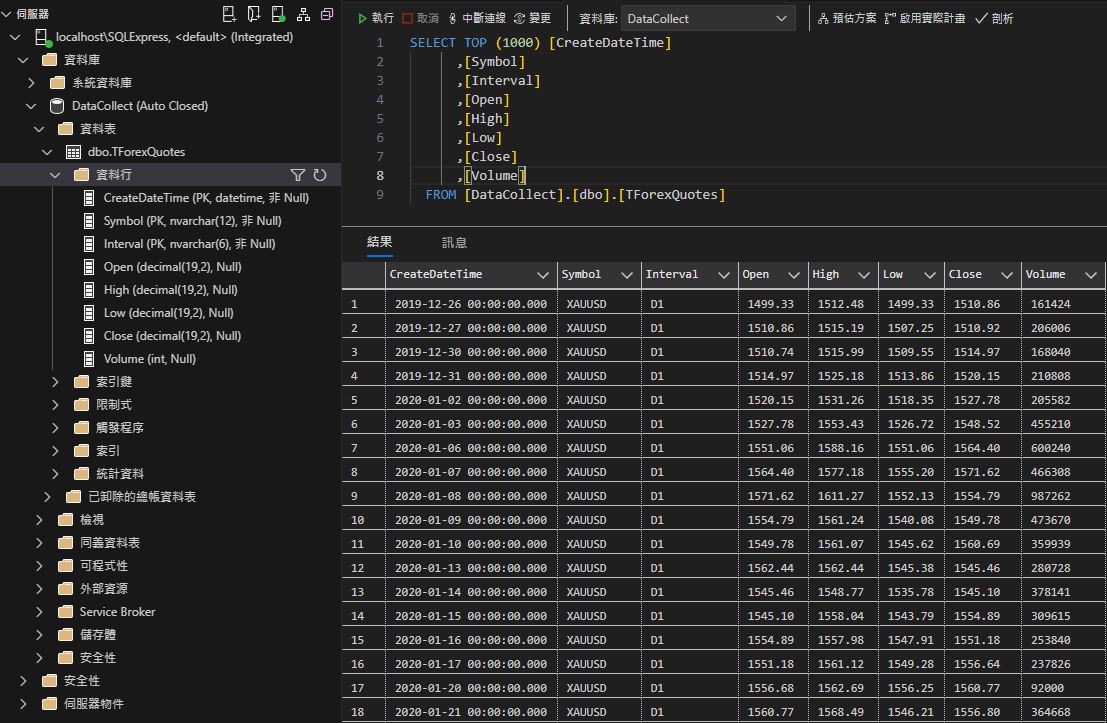 伺服器
localhost\SQLExpress, <default> (Integrated)
資料庫
系統資料庫
DataCollect (Auto Closed)
資料表
dbo.TForexQuotes
資料行
CreateDateTime (PK, datetime, 非 Null)
Symbol (PK, nvarchar(12), 非 Null)
Interval (PK, nvarchar(6), 非 Null)
Open (decimal(19,2), Null)
High (decimal(19,2), Null)
Low (decimal(19,2), Null)
Close (decimal(19,2), Null)
Volume (int, Null)
索引鍵
限制式
觸發程序
索引
統計資料
已卸除的總帳資料表
檢視
同義資料表
可程式性
外部資源
Service Broker
儲存體
安全性
安全性
伺服器物件
執行 取消 中斷連線 變更 資料庫: DataCollect 預估方案 啟用實際計畫 剖析
1 SELECT TOP (1000) [CreateDateTime]
2 ,[Symbol]
3 ,[Interval]
4 ,[Open]
5 ,[High]
6 ,[Low]
7 ,[Close]
8 ,[Volume]
9 FROM [DataCollect].[dbo].[TForexQuotes]
結果 訊息
CreateDateTime Symbol Interval Open High Low Close Volume
1 2019-12-26 00:00:00.000 XAUUSD D1 1499.33 1512.48 1499.33 1510.86 161424
2 2019-12-27 00:00:00.000 XAUUSD D1 1510.86 1515.19 1507.25 1510.92 206006
3 2019-12-30 00:00:00.000 XAUUSD D1 1510.74 1515.99 1509.55 1514.97 168040
4 2019-12-31 00:00:00.000 XAUUSD D1 1514.97 1525.18 1513.86 1520.15 210808
5 2020-01-02 00:00:00.000 XAUUSD D1 1520.15 1531.26 1518.35 1527.78 205582
6 2020-01-03 00:00:00.000 XAUUSD D1 1527.78 1553.43 1526.72 1548.52 455210
7 2020-01-06 00:00:00.000 XAUUSD D1 1551.06 1588.16 1551.06 1564.40 600240
8 2020-01-07 00:00:00.000 XAUUSD D1 1564.40 1577.18 1555.20 1571.62 466308
9 2020-01-08 00:00:00.000 XAUUSD D1 1571.62 1611.27 1552.13 1554.79 987262
10 2020-01-09 00:00:00.000 XAUUSD D1 1554.79 1561.24 1540.08 1549.78 473670
11 2020-01-10 00:00:00.000 XAUUSD D1 1549.78 1561.07 1545.62 1560.69 359939
12 2020-01-13 00:00:00.000 XAUUSD D1 1562.44 1562.44 1545.38 1545.46 280728
13 2020-01-14 00:00:00.000 XAUUSD D1 1545.46 1548.77 1535.78 1545.10 378141
14 2020-01-15 00:00:00.000 XAUUSD D1 1545.10 1558.04 1543.79 1554.89 309615
15 2020-01-16 00:00:00.000 XAUUSD D1 1554.89 1557.98 1547.91 1551.18 253840
16 2020-01-17 00:00:00.000 XAUUSD D1 1551.18 1561.12 1549.28 1556.64 237826
17 2020-01-20 00:00:00.000 XAUUSD D1 1556.68 1562.69 1556.25 1560.77 92000
18 2020-01-21 00:00:00.000 XAUUSD D1 1560.77 1568.49 1546.21 1556.80 364668